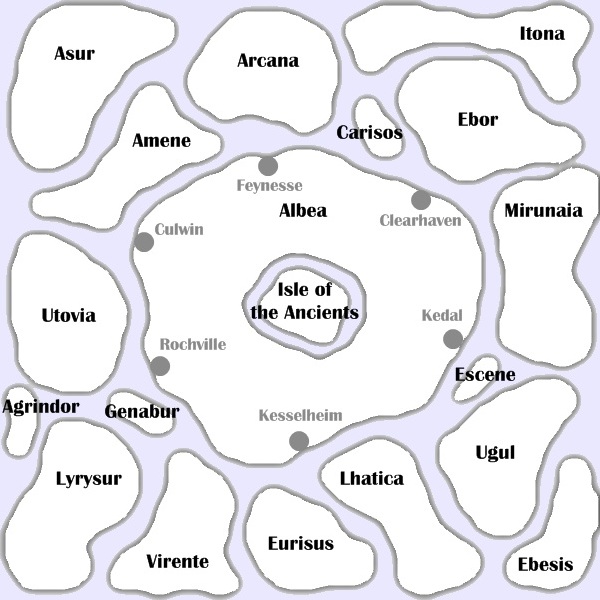 Itona
Asur
Arcana
Ebor
Carisos
Amene
Feynesse
Albea
Clearhaven
Mirunaia
Culwin
Isle of
the Ancients
Utovia
Kedal
Rochville
Escene
Agrindor
Genabur
Kesselheim
Ugul
Lyrysur
Lhatica
Eurisus
Virente
Ebesis